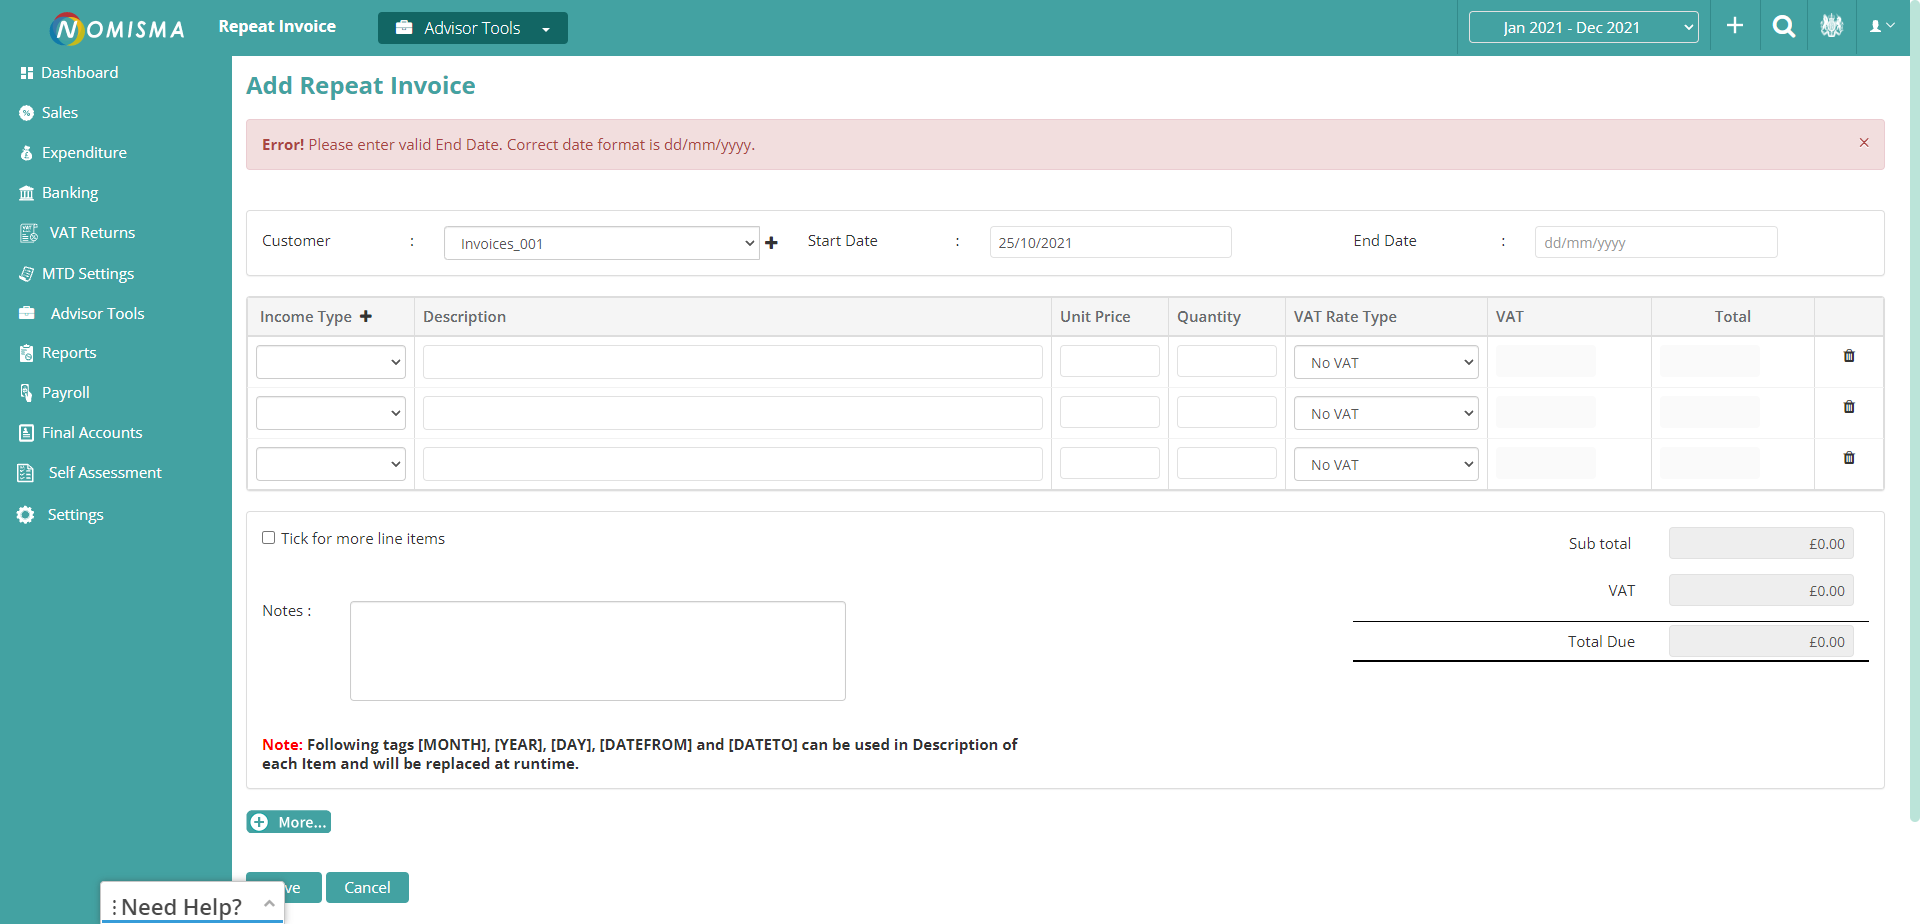 NOMISMA
Repeat Invoice
Advisor Tools
Jan 2021 - Dec 2021
Dashboard
Sales
Expenditure
Banking
VAT Returns
MTD Settings
Advisor Tools
Reports
Payroll
Final Accounts
Self Assessment
Settings
Add Repeat Invoice
Error! Please enter valid End Date. Correct date format is dd/mm/yyyy.
×
Customer : Invoices_001
Start Date : 25/10/2021
End Date : dd/mm/yyyy
Income Type Description Unit Price Quantity VAT Rate Type VAT Total
No VAT
No VAT
No VAT
Tick for more line items
Sub total £0.00
VAT £0.00
Total Due £0.00
Notes :
Note: Following tags [MONTH], [YEAR], [DAY], [DATEFROM] and [DATETO] can be used in Description of
each Item and will be replaced at runtime.
More...
Cancel
Need Help?